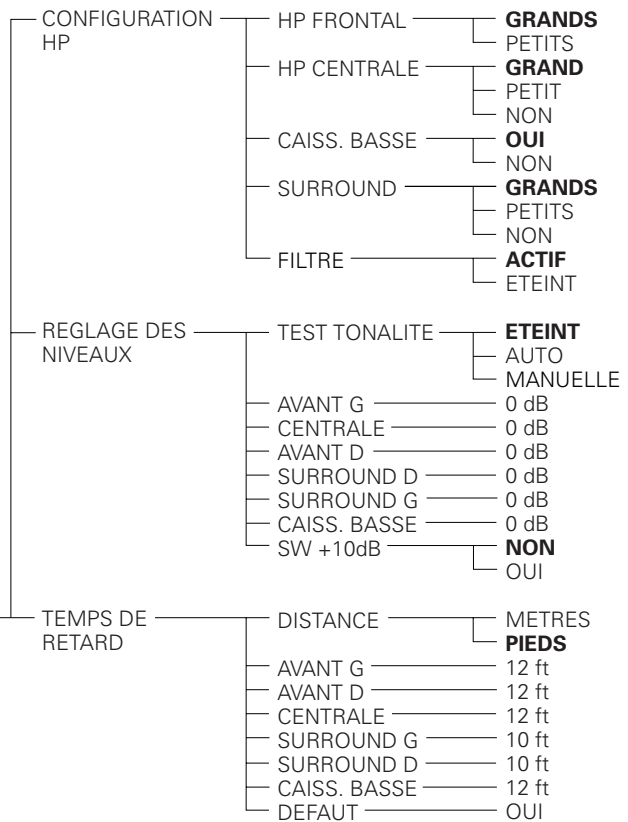 CONFIGURATION HP FRONTAL GRANDS
HP PETITS
HP CENTRALE GRAND
PETIT
NON
CAISS. BASSE OUI
NON
SURROUND GRANDS
PETITS
NON
FILTRE ACTIF
ETEINT
REGLAGE DES TEST TONALITE ETEINT
NIVEAUX AUTO
MANUELLE
AVANT G 0 dB
CENTRALE 0 dB
AVANT D 0 dB
SURROUND D 0 dB
SURROUND G 0 dB
CAISS. BASSE 0 dB
SW +10dB NON
OUI
TEMPS DE DISTANCE METRES
RETARD PIEDS
AVANT G 12 ft
AVANT D 12 ft
CENTRALE 12 ft
SURROUND G 10 ft
SURROUND D 10 ft
CAISS. BASSE 12 ft
DEFAUT OUI